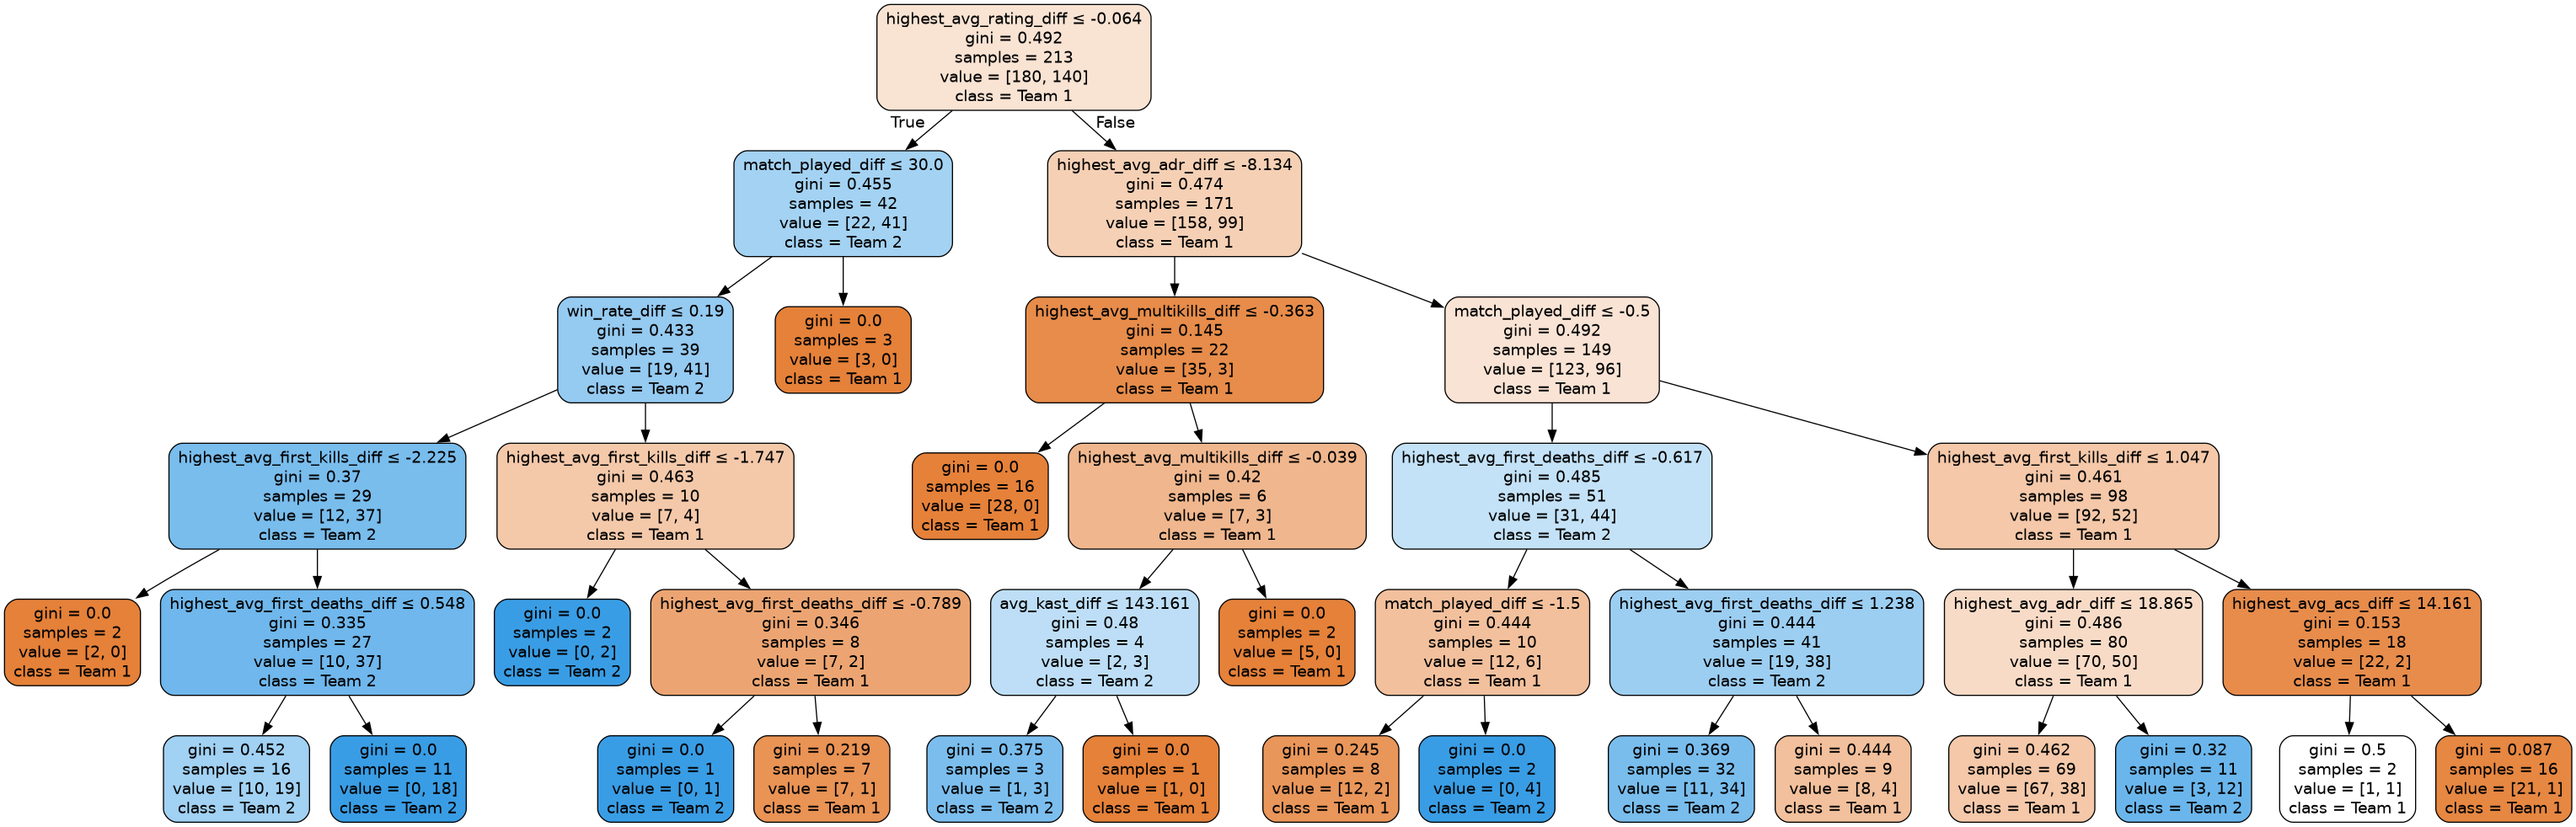 highest_avg_rating_diff ≤ -0.064
gini = 0.492
samples = 213
value = [180, 140]
class = Team 1
True
False
match_played_diff ≤ 30.0
gini = 0.455
samples = 42
value = [22, 41]
class = Team 2
highest_avg_adr_diff ≤ -8.134
gini = 0.474
samples = 171
value = [158, 99]
class = Team 1
win_rate_diff ≤ 0.19
gini = 0.433
samples = 39
value = [19, 41]
class = Team 2
gini = 0.0
samples = 3
value = [3, 0]
class = Team 1
highest_avg_multikills_diff ≤ -0.363
gini = 0.145
samples = 22
value = [35, 3]
class = Team 1
match_played_diff ≤ -0.5
gini = 0.492
samples = 149
value = [123, 96]
class = Team 1
highest_avg_first_kills_diff ≤ -2.225
gini = 0.37
samples = 29
value = [12, 37]
class = Team 2
highest_avg_first_kills_diff ≤ -1.747
gini = 0.463
samples = 10
value = [7, 4]
class = Team 1
gini = 0.0
samples = 16
value = [28, 0]
class = Team 1
highest_avg_multikills_diff ≤ -0.039
gini = 0.42
samples = 6
value = [7, 3]
class = Team 1
highest_avg_first_deaths_diff ≤ -0.617
gini = 0.485
samples = 51
value = [31, 44]
class = Team 2
highest_avg_first_kills_diff ≤ 1.047
gini = 0.461
samples = 98
value = [92, 52]
class = Team 1
gini = 0.0
samples = 2
value = [2, 0]
class = Team 1
highest_avg_first_deaths_diff ≤ 0.548
gini = 0.335
samples = 27
value = [10, 37]
class = Team 2
gini = 0.0
samples = 2
value = [0, 2]
class = Team 2
highest_avg_first_deaths_diff ≤ -0.789
gini = 0.346
samples = 8
value = [7, 2]
class = Team 1
avg_kast_diff ≤ 143.161
gini = 0.48
samples = 4
value = [2, 3]
class = Team 2
gini = 0.0
samples = 2
value = [5, 0]
class = Team 1
match_played_diff ≤ -1.5
gini = 0.444
samples = 10
value = [12, 6]
class = Team 1
highest_avg_first_deaths_diff ≤ 1.238
gini = 0.444
samples = 41
value = [19, 38]
class = Team 2
highest_avg_adr_diff ≤ 18.865
gini = 0.486
samples = 80
value = [70, 50]
class = Team 1
highest_avg_acs_diff ≤ 14.161
gini = 0.153
samples = 18
value = [22, 2]
class = Team 1
gini = 0.452
samples = 16
value = [10, 19]
class = Team 2
gini = 0.0
samples = 11
value = [0, 18]
class = Team 2
gini = 0.0
samples = 1
value = [0, 1]
class = Team 2
gini = 0.219
samples = 7
value = [7, 1]
class = Team 1
gini = 0.375
samples = 3
value = [1, 3]
class = Team 2
gini = 0.0
samples = 1
value = [1, 0]
class = Team 1
gini = 0.245
samples = 8
value = [12, 2]
class = Team 1
gini = 0.0
samples = 2
value = [0, 4]
class = Team 2
gini = 0.369
samples = 32
value = [11, 34]
class = Team 2
gini = 0.444
samples = 9
value = [8, 4]
class = Team 1
gini = 0.462
samples = 69
value = [67, 38]
class = Team 1
gini = 0.32
samples = 11
value = [3, 12]
class = Team 2
gini = 0.5
samples = 2
value = [1, 1]
class = Team 1
gini = 0.087
samples = 16
value = [21, 1]
class = Team 1